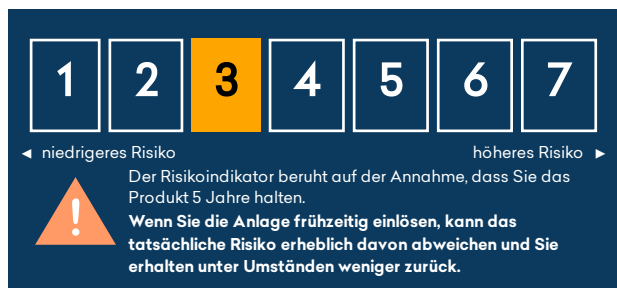 1 2 3 4 5 6 7
◄ niedrigeres Risiko höheres Risiko ►
Der Risikoindikator beruht auf der Annahme, dass Sie das
Produkt 5 Jahre halten.
Wenn Sie die Anlage frühzeitig einlösen, kann das
tatsächliche Risiko erheblich davon abweichen und Sie
erhalten unter Umständen weniger zurück.